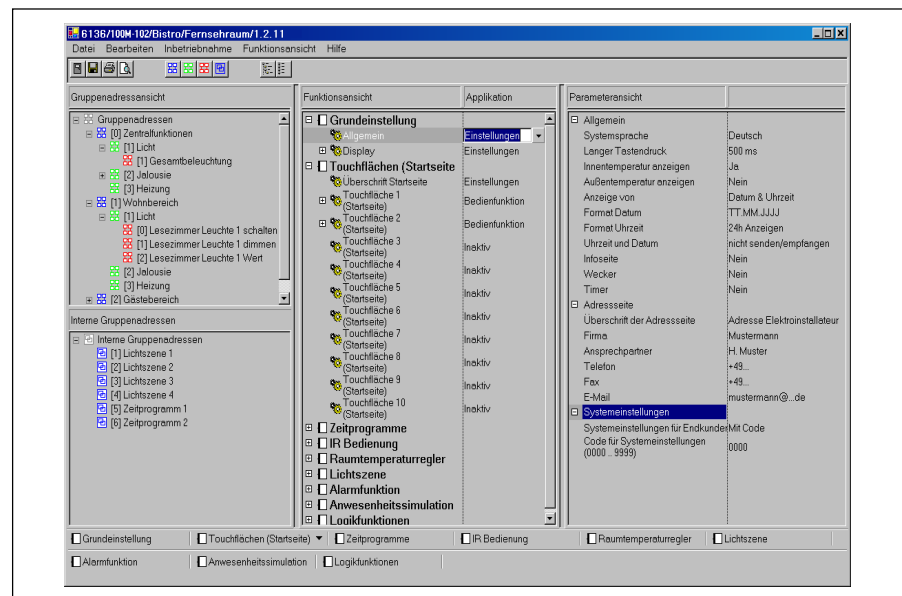 6136/100M-102/Bistro/Fernsehraum/1.2.11
Datei Bearbeiten Inbetriebnahme Funktionsansicht Hilfe
Gruppenadressansicht
Gruppenadressen
[0] Zentralfunktionen
[1] Licht
[1] Gesamtbeleuchtung
[2] Jalousie
[3] Heizung
[1] Wohnbereich
[1] Licht
[0] Lesezimmer Leuchte 1 schalten
[1] Lesezimmer Leuchte 1 dimmen
[2] Lesezimmer Leuchte 1 Wert
[2] Jalousie
[3] Heizung
[2] Gästebereich
Interne Gruppenadressen
Interne Gruppenadressen
[1] Lichtszene 1
[2] Lichtszene 2
[3] Lichtszene 3
[4] Lichtszene 4
[5] Zeitprogramm 1
[6] Zeitprogramm 2
Funktionsansicht Applikation
Grundeinstellung
Allgemein Einstellungen
Display Einstellungen
Touchflächen (Startseite
Überschrift Startseite Einstellungen
Touchfläche 1
(Startseite) Bedienfunktion
Touchfläche 2
(Startseite) Bedienfunktion
Touchfläche 3
(Startseite) Inaktiv
Touchfläche 4
(Startseite) Inaktiv
Touchfläche 5
(Startseite) Inaktiv
Touchfläche 6
(Startseite) Inaktiv
Touchfläche 7
(Startseite) Inaktiv
Touchfläche 8
(Startseite) Inaktiv
Touchfläche 9
(Startseite) Inaktiv
Touchfläche 10
(Startseite) Inaktiv
Zeitprogramme
IR Bedienung
Raumtemperaturregler
Lichtszene
Alarmfunktion
Anwesenheitssimulation
Logikfunktionen
Parameteransicht
Allgemein
Systemsprache Deutsch
Langer Tastendruck 500 ms
Innentemperatur anzeigen Ja
Außentemperatur anzeigen Nein
Anzeige von Datum & Uhrzeit
Format Datum TT.MM.JJJJ
Format Uhrzeit 24h Anzeigen
Uhrzeit und Datum nicht senden/empfangen
Infoseite Nein
Wecker Nein
Timer Nein
Adressseite
Überschrift der Adressseite Adresse Elektroinstallateur
Firma Mustermann
Ansprechpartner H. Muster
Telefon +49...
Fax +49...
E-Mail mustermann@...de
Systemeinstellungen
Systemeinstellungen für Endkunder Mit Code
Code für Systemeinstellungen
(0000 .. 9999) 0000
Grundeinstellung Touchflächen (Startseite) Zeitprogramme IR Bedienung Raumtemperaturregler Lichtszene
Alarmfunktion Anwesenheitssimulation Logikfunktionen